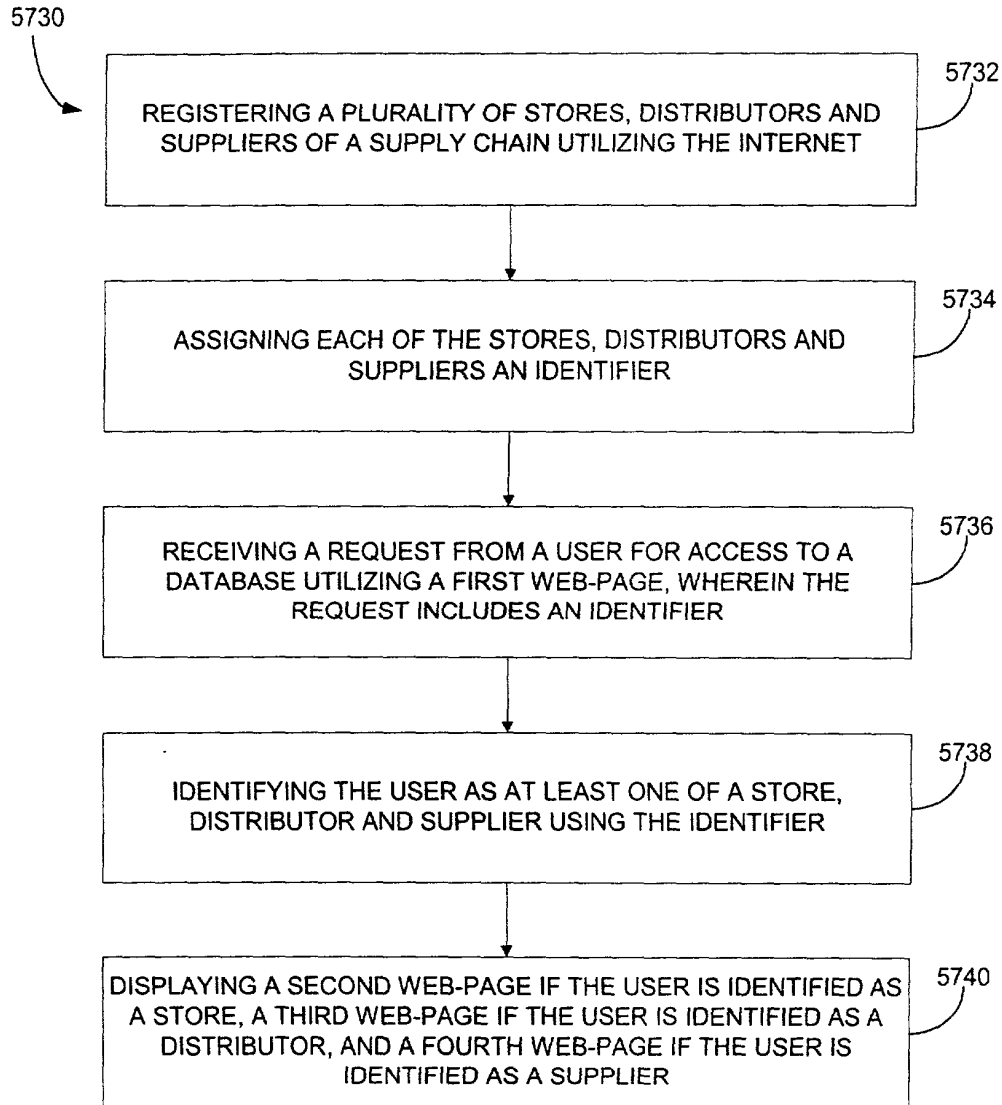 5730
5732
REGISTERING A PLURALITY OF STORES, DISTRIBUTORS AND
SUPPLIERS OF A SUPPLY CHAIN UTILIZING THE INTERNET
5734
ASSIGNING EACH OF THE STORES, DISTRIBUTORS AND
SUPPLIERS AN IDENTIFIER
5736
RECEIVING A REQUEST FROM A USER FOR ACCESS TO A
DATABASE UTILIZING A FIRST WEB-PAGE, WHEREIN THE
REQUEST INCLUDES AN IDENTIFIER
5738
IDENTIFYING THE USER AS AT LEAST ONE OF A STORE,
DISTRIBUTOR AND SUPPLIER USING THE IDENTIFIER
5740
DISPLAYING A SECOND WEB-PAGE IF THE USER IS IDENTIFIED AS
A STORE, A THIRD WEB-PAGE IF THE USER IS IDENTIFIED AS A
DISTRIBUTOR, AND A FOURTH WEB-PAGE IF THE USER IS
IDENTIFIED AS A SUPPLIER